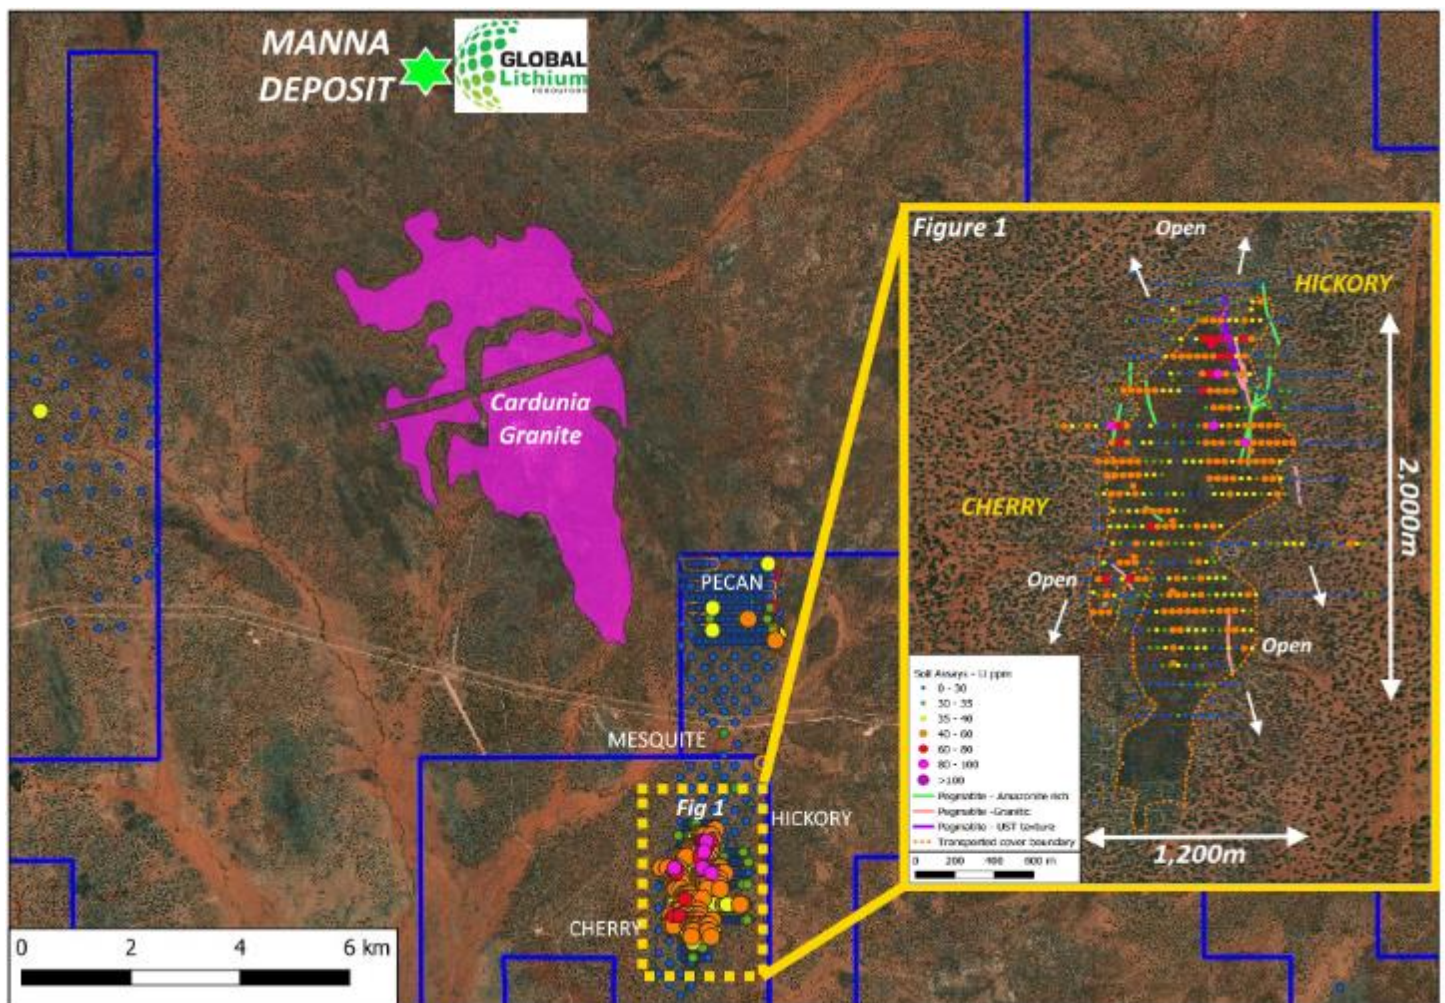 MANNA
DEPOSIT
GLOBAL
Lithium
Figure 1
Open
HICKORY
Cardunia
Granite
2,000m
CHERRY
PECAN
Open
Open
Soil Assays - Li ppm
0 - 30
30 - 35
35 - 40
40 - 60
60 - 80
80 - 100
>100
Pegmatite - Amazonite rich
Pegmatite -Granitic
Pegmatite - UST texture
Transported cover boundary
0 200 400 600 m
1,200m
MESQUITE
Fig 1
HICKORY
CHERRY
0 2 4 6 km